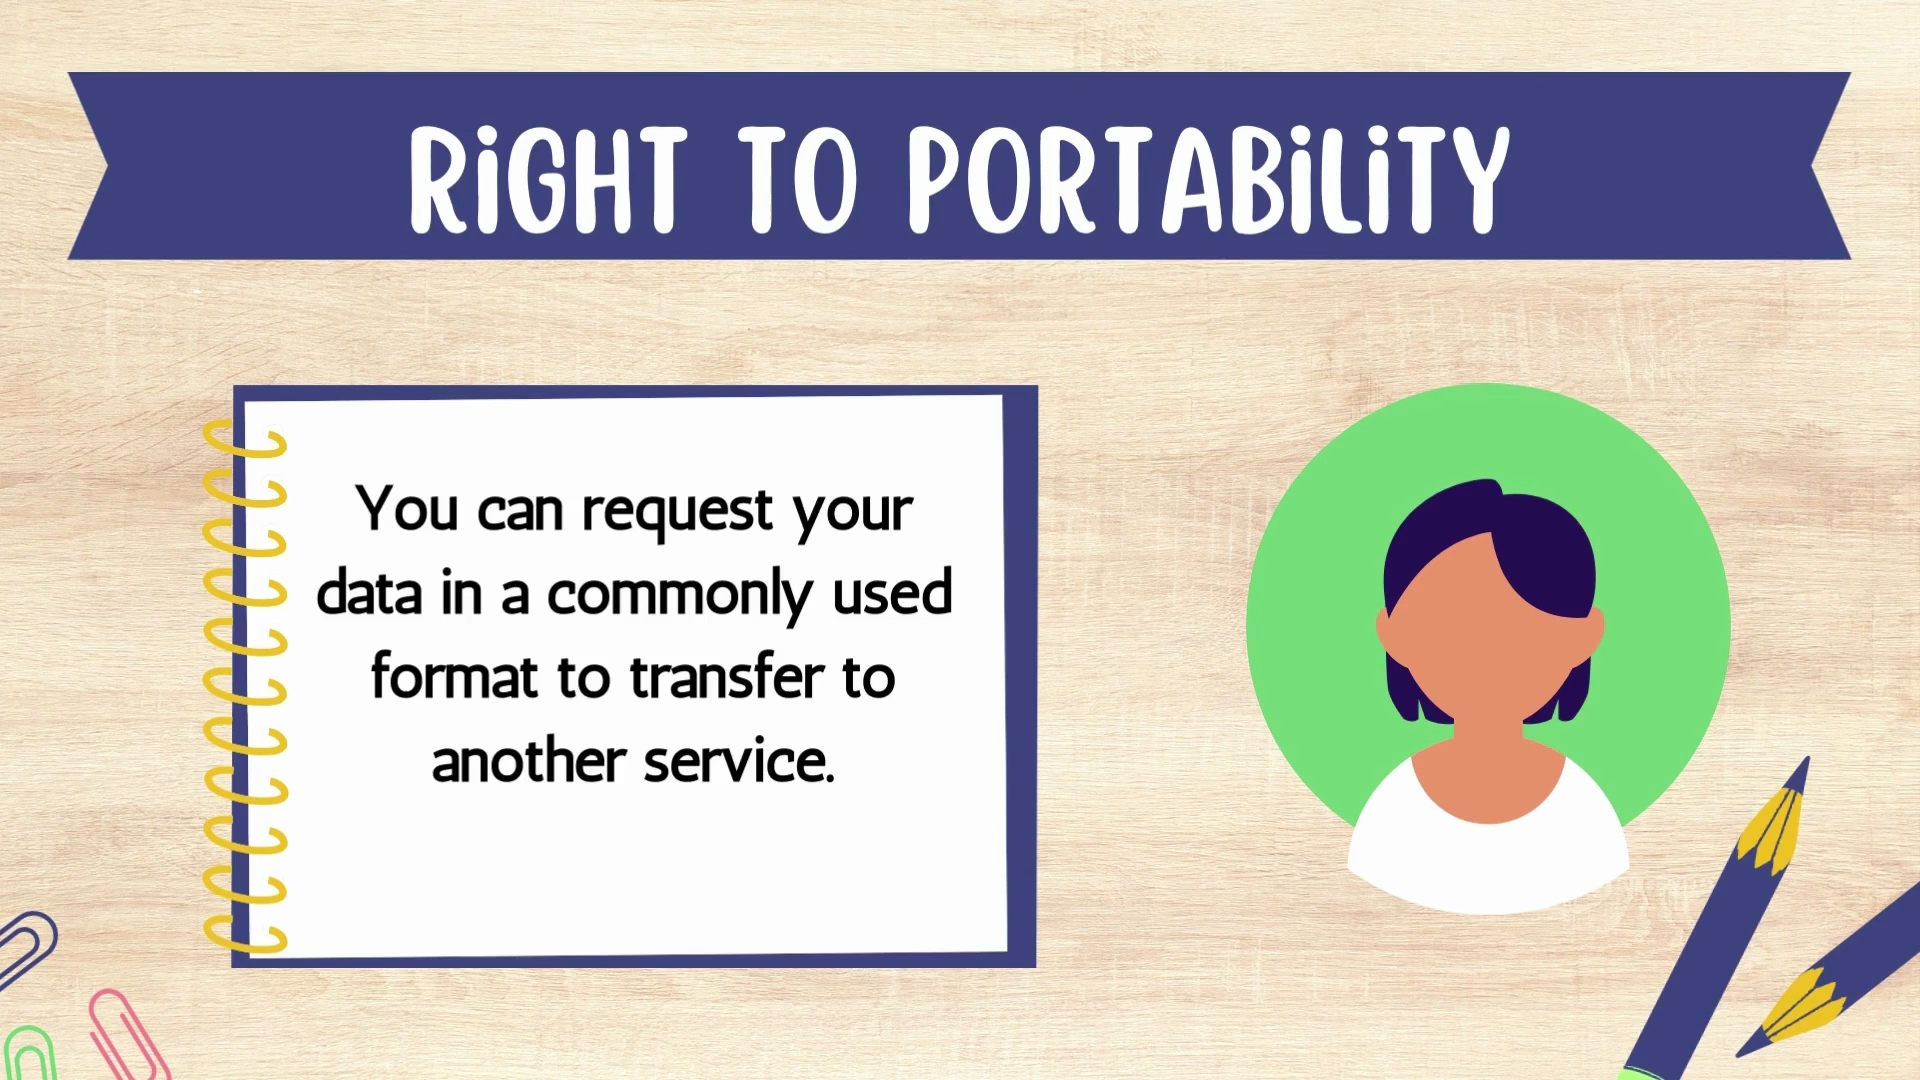 RiGHT TO PORTABiLiTY
You can request your
data in a commonly used
format to transfer to
another service.